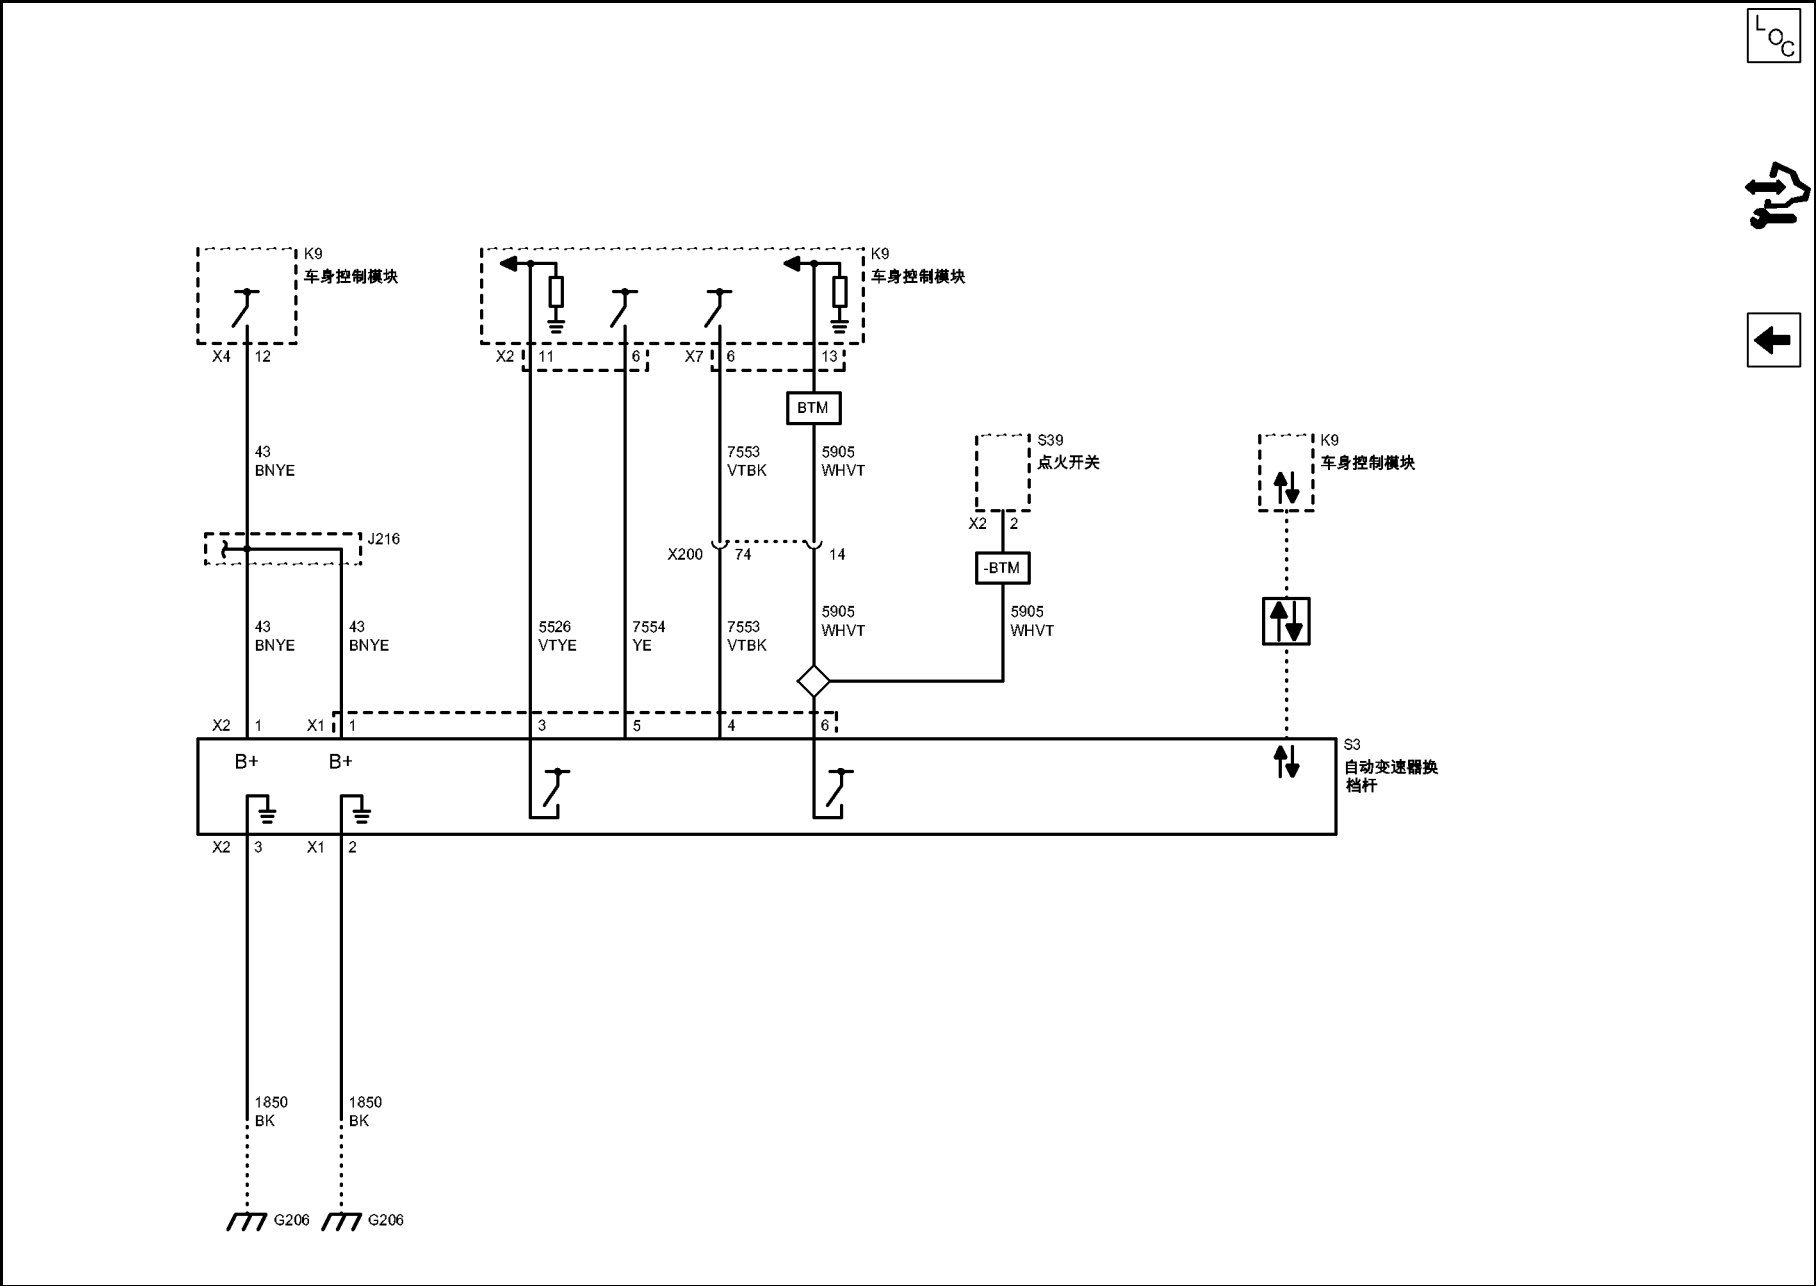 LOC
K9
车身控制模块
K9
车身控制模块
X4 12
X2 11 6 X7 6 13
BTM
43
BNYE
7553
VTBK
5905
WHVT
S39
点火开关
K9
车身控制模块
X2 2
J216
X200 74 14
-BTM
43
BNYE
43
BNYE
5526
VTYE
7554
YE
7553
VTBK
5905
WHVT
5905
WHVT
X2 1 X1 1 3 5 4 6
B+ B+
S3
自动变速器换
档杆
X2 3 X1 2
1850
BK
1850
BK
G206 G206